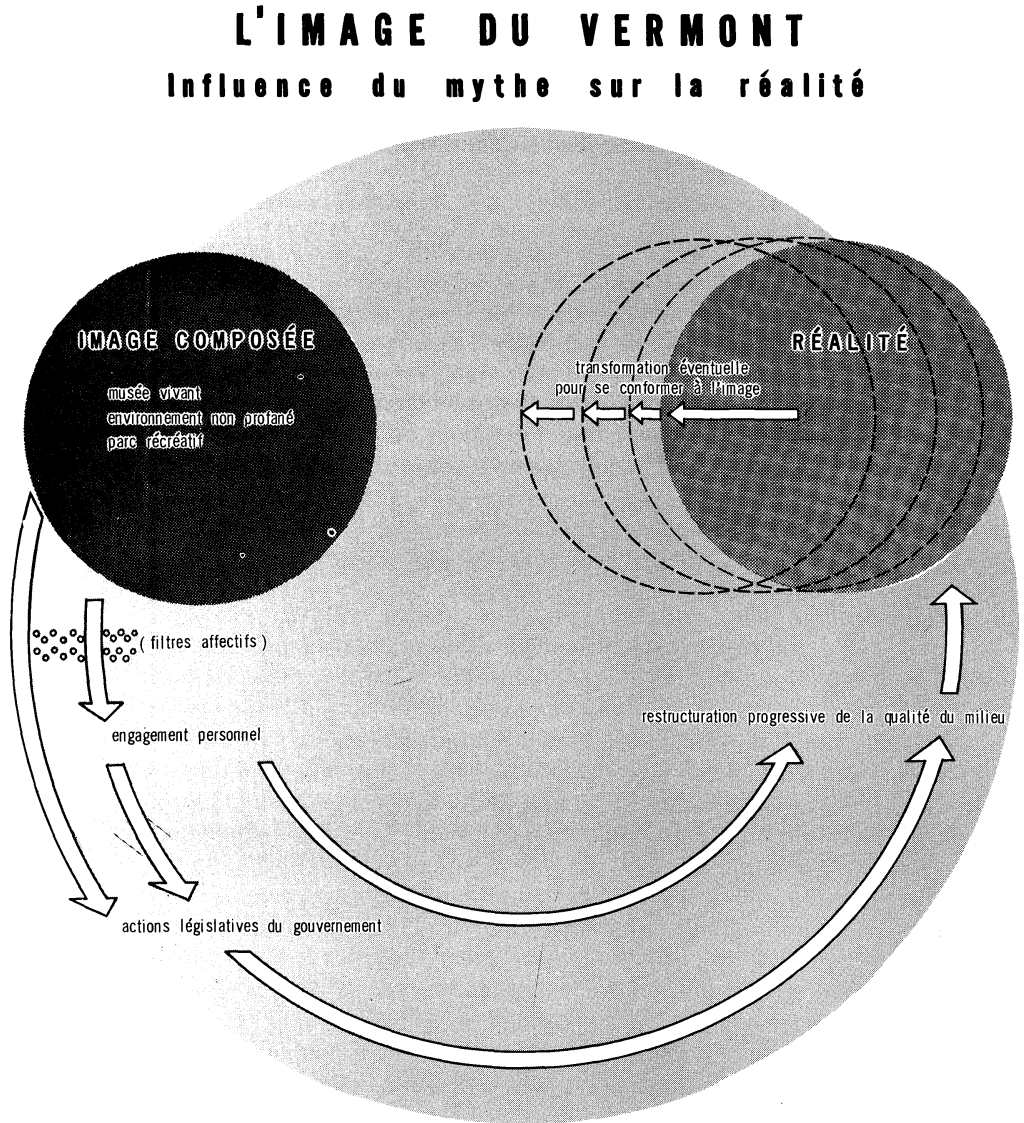 L'IMAGE DU VERMONT
Influence du mythe sur la réalité
IMAGE COMPOSÉE
musée vivant
environnement non profané
parc récréatif
RÉALITÉ
transformation éventuelle
pour se conformer à l'image
( filtres affectifs )
engagement personnel
restructuration progressive de la qualité du milieu
actions législatives du gouvernement